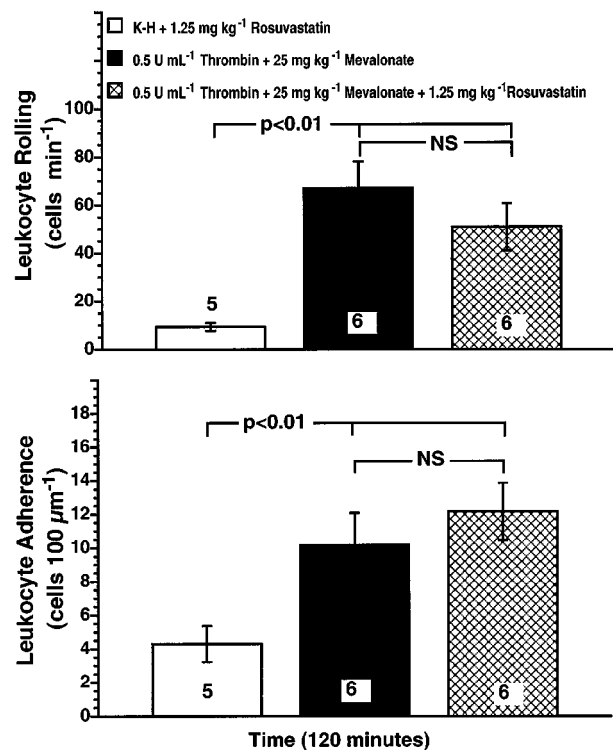 K-H + 1.25 mg kg⁻¹ Rosuvastatin
0.5 U mL⁻¹ Thrombin + 25 mg kg⁻¹ Mevalonate
0.5 U mL⁻¹ Thrombin + 25 mg kg⁻¹ Mevalonate + 1.25 mg kg⁻¹Rosuvastatin
Leukocyte Rolling
(cells min⁻¹)
100
80
60
40
20
0
p<0.01
NS
5
6
6
Leukocyte Adherence
(cells 100 µm⁻¹)
18
16
14
12
10
8
6
4
2
0
p<0.01
NS
5
6
6
Time (120 minutes)